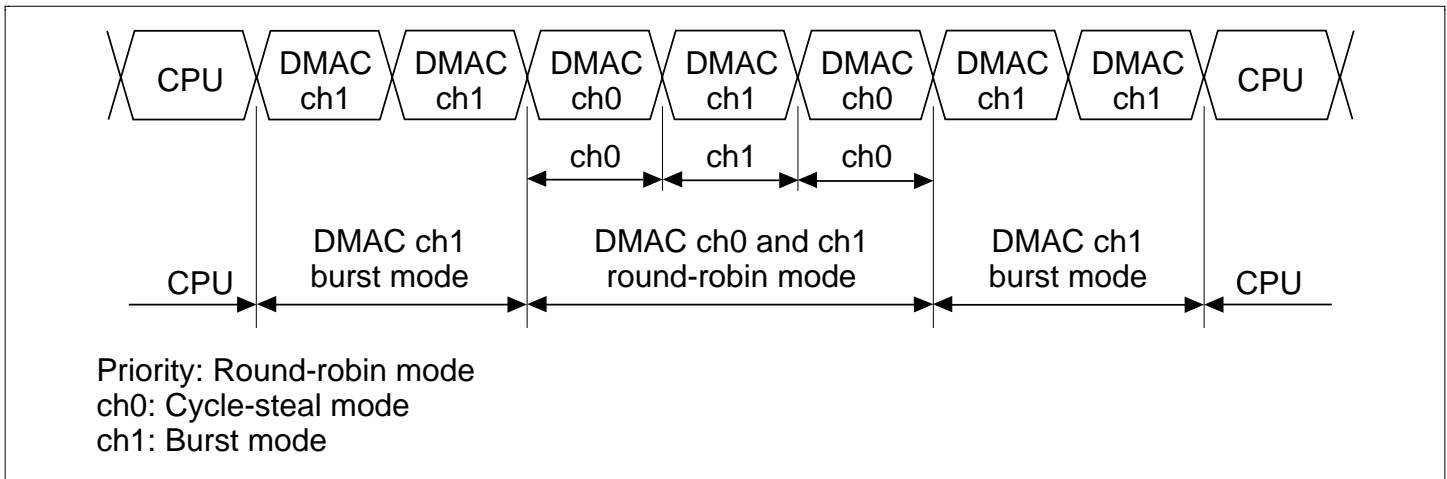 CPU
DMAC
ch1
DMAC
ch1
DMAC
ch0
DMAC
ch1
DMAC
ch0
DMAC
ch1
DMAC
ch1
CPU
ch0
ch1
ch0
CPU
DMAC ch1
burst mode
DMAC ch0 and ch1
round-robin mode
DMAC ch1
burst mode
CPU
Priority: Round-robin mode
ch0: Cycle-steal mode
ch1: Burst mode